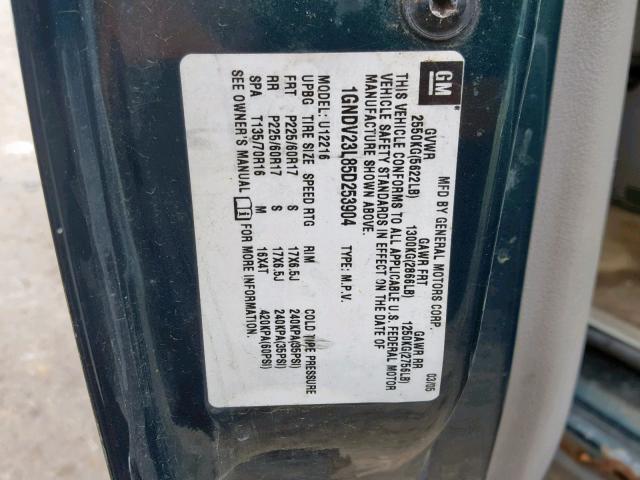 GM
MFD BY GENERAL MOTORS CORP. 03/05
GVWR GAWR FRT GAWR RR
2550KG(5622LB) 1300KG(2866LB) 1250KG(2756LB)
THIS VEHICLE CONFORMS TO ALL APPLICABLE U.S. FEDERAL MOTOR
VEHICLE SAFETY STANDARDS IN EFFECT ON THE DATE OF
MANUFACTURE SHOWN ABOVE.
1GNDV23L85D253904 TYPE: M.P.V.
MODEL: U12216
UPBG TIRE SIZE SPEED RTG RIM COLD TIRE PRESSURE
FRT P225/60R17 S 17X6.5J 240KPA(35PSI)
RR P225/60R17 S 17X6.5J 240KPA(35PSI)
SPA T135/70R16 M 16X4T 420KPA(60PSI)
SEE OWNER'S MANUAL FOR MORE INFORMATION.